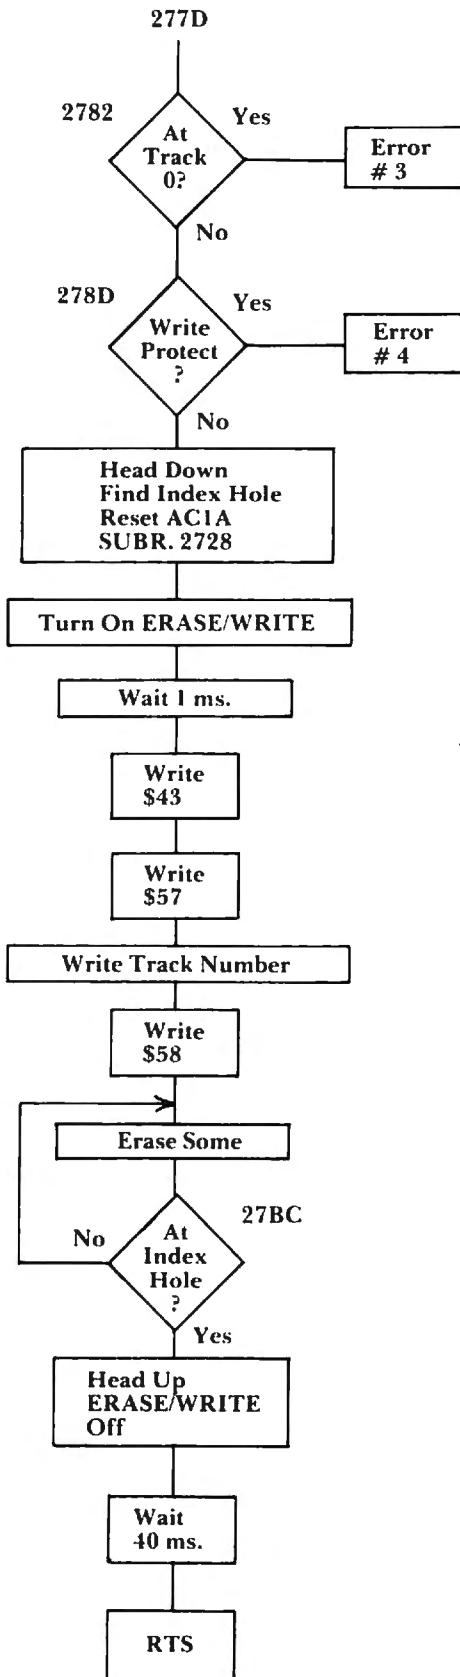 277D
2782
At
Track
0?
Yes
Error
# 3
No
278D
Write
Protect
?
Yes
Error
# 4
No
Head Down
Find Index Hole
Reset AC1A
SUBR. 2728
Turn On ERASE/WRITE
Wait 1 ms.
Write
$43
Write
$57
Write Track Number
Write
$58
Erase Some
27BC
No
At
Index
Hole
?
Yes
Head Up
ERASE/WRITE
Off
Wait
40 ms.
RTS